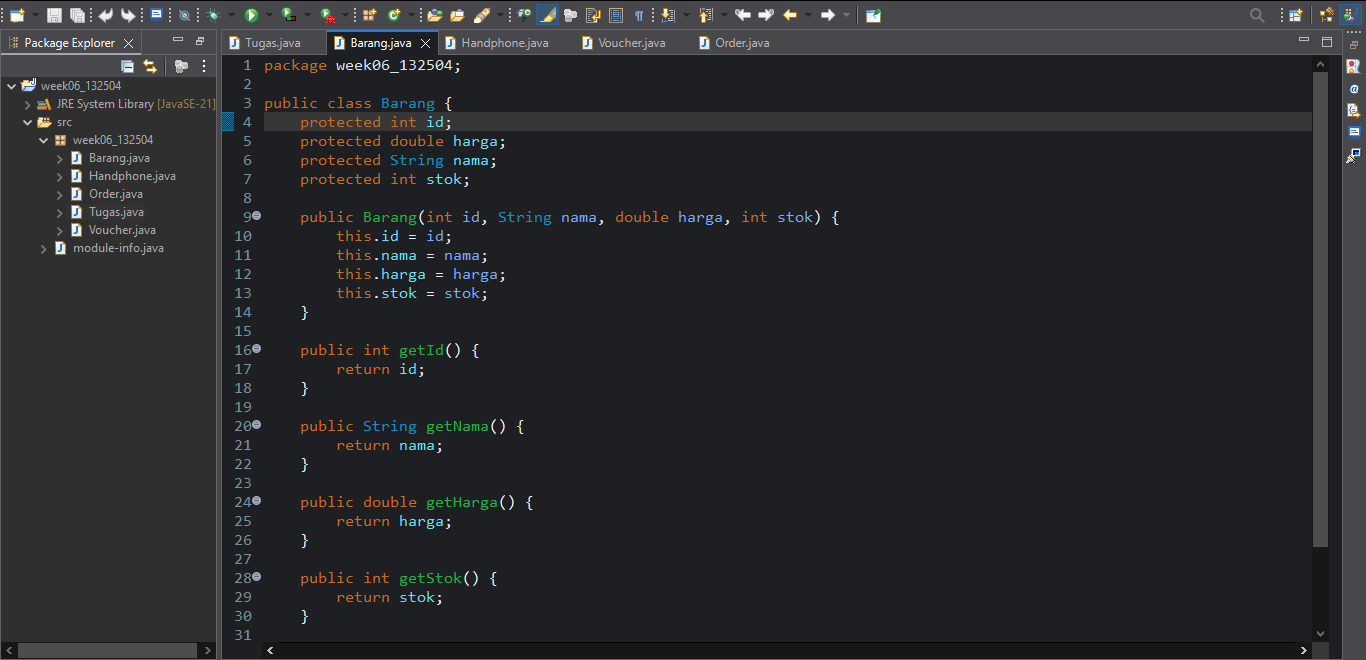 Package Explorer
week06_132504
JRE System Library [JavaSE-21]
src
week06_132504
Barang.java
Handphone.java
Order.java
Tugas.java
Voucher.java
module-info.java
Tugas.java
Barang.java
Handphone.java
Voucher.java
Order.java
1 package week06_132504;
2
3 public class Barang {
4     protected int id;
5     protected double harga;
6     protected String nama;
7     protected int stok;
8
9     public Barang(int id, String nama, double harga, int stok) {
10         this.id = id;
11         this.nama = nama;
12         this.harga = harga;
13         this.stok = stok;
14     }
15
16     public int getId() {
17         return id;
18     }
19
20     public String getNama() {
21         return nama;
22     }
23
24     public double getHarga() {
25         return harga;
26     }
27
28     public int getStok() {
29         return stok;
30     }
31